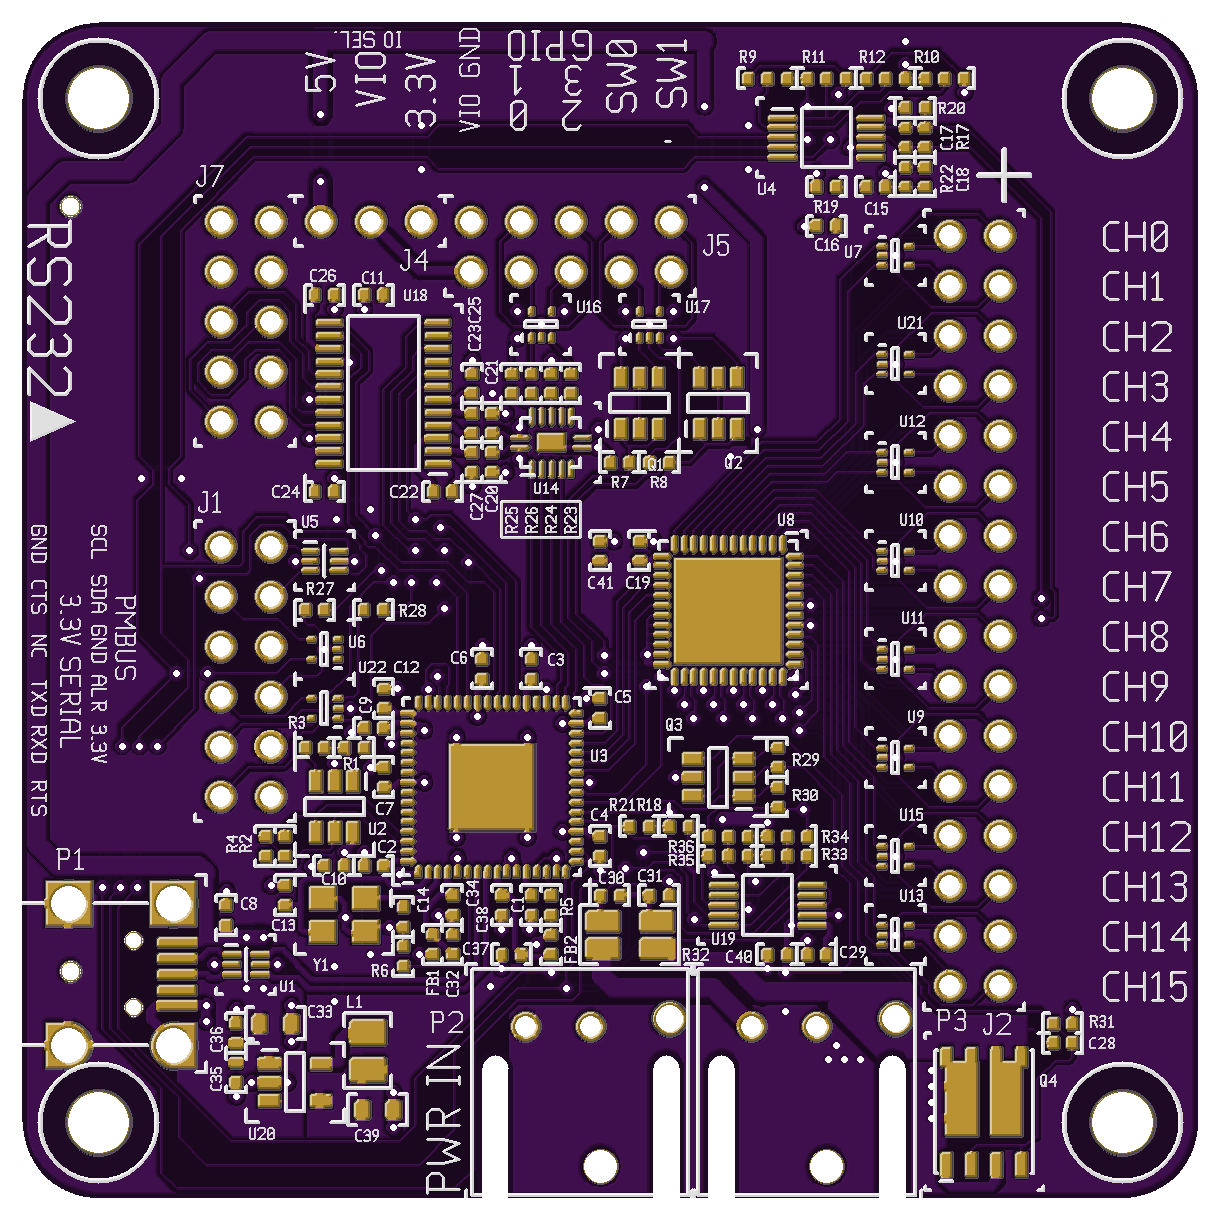 IO SEL.
5V
VIO
3.3V
VIO GND
GPIO
1 0
3 2
SW0
SW1
R9 R11 R12 R10
R20
C17 R17
R22 C18
U4
R19 C15
C16
U7
J7
RS232
J4
J5
C26 C11
U18
C23 C25
U16 U17
CH0
CH1
CH2
CH3
CH4
CH5
CH6
CH7
CH8
CH9
CH10
CH11
CH12
CH13
CH14
CH15
U21
C21
U12
Q1 Q2
R7 R8
U14
C24 C22
C27 C20
R25
R26
R24
R23
J1
U5
U8
U10
C41 C19
R27 R28
U11
U6
U22 C12
C6 C3
C5
C9
R3
R1
U3
Q3
U9
R29
R30
C7
U2
SCL SDA GND ALR 3.3V
GND CTS NC TXD RXD RTS
PMBUS
3.3V SERIAL
R4
R2
C10 C2
C4
R21 R18
R36
R35
R34
R33
U15
U13
P1
C8
C13
Y1
C14
C34
C38
C1
R5
C30 C31
FB2
R32
U19
C40 C29
R6
FB1
C32
C37
U1
C36
C35
C33
L1
U20
C39
P2
PWR IN
P3
J2
R31
C28
Q4